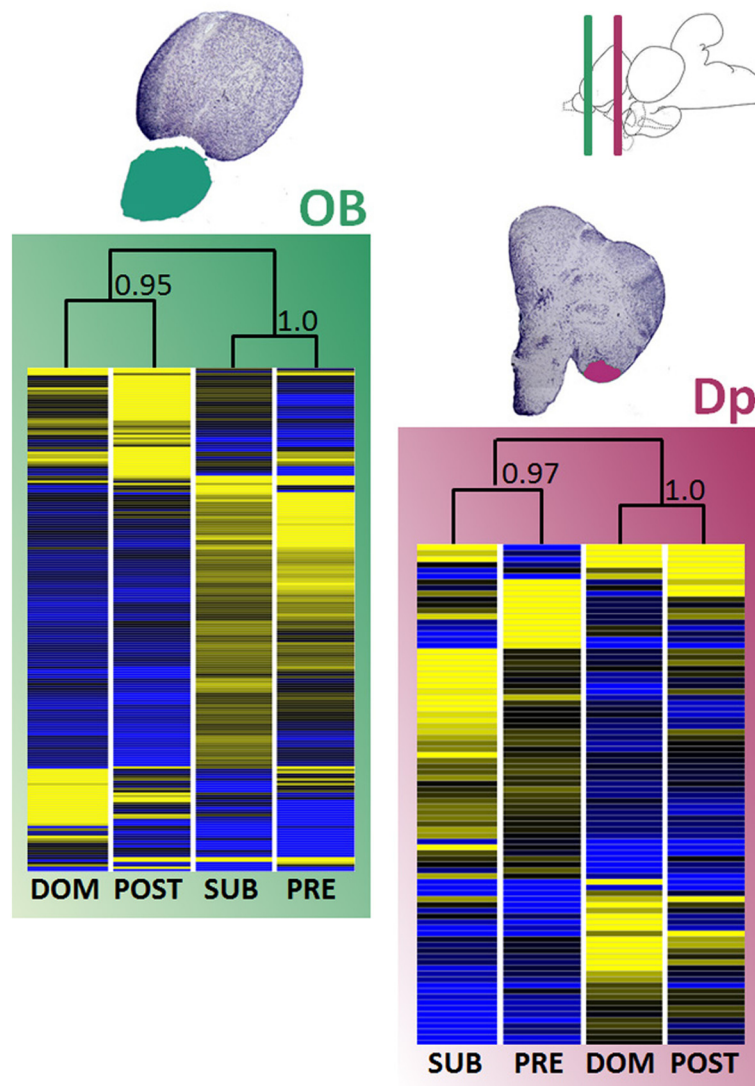 OB
0.95
1.0
DOM POST SUB PRE
Dp
0.97
1.0
SUB PRE DOM POST